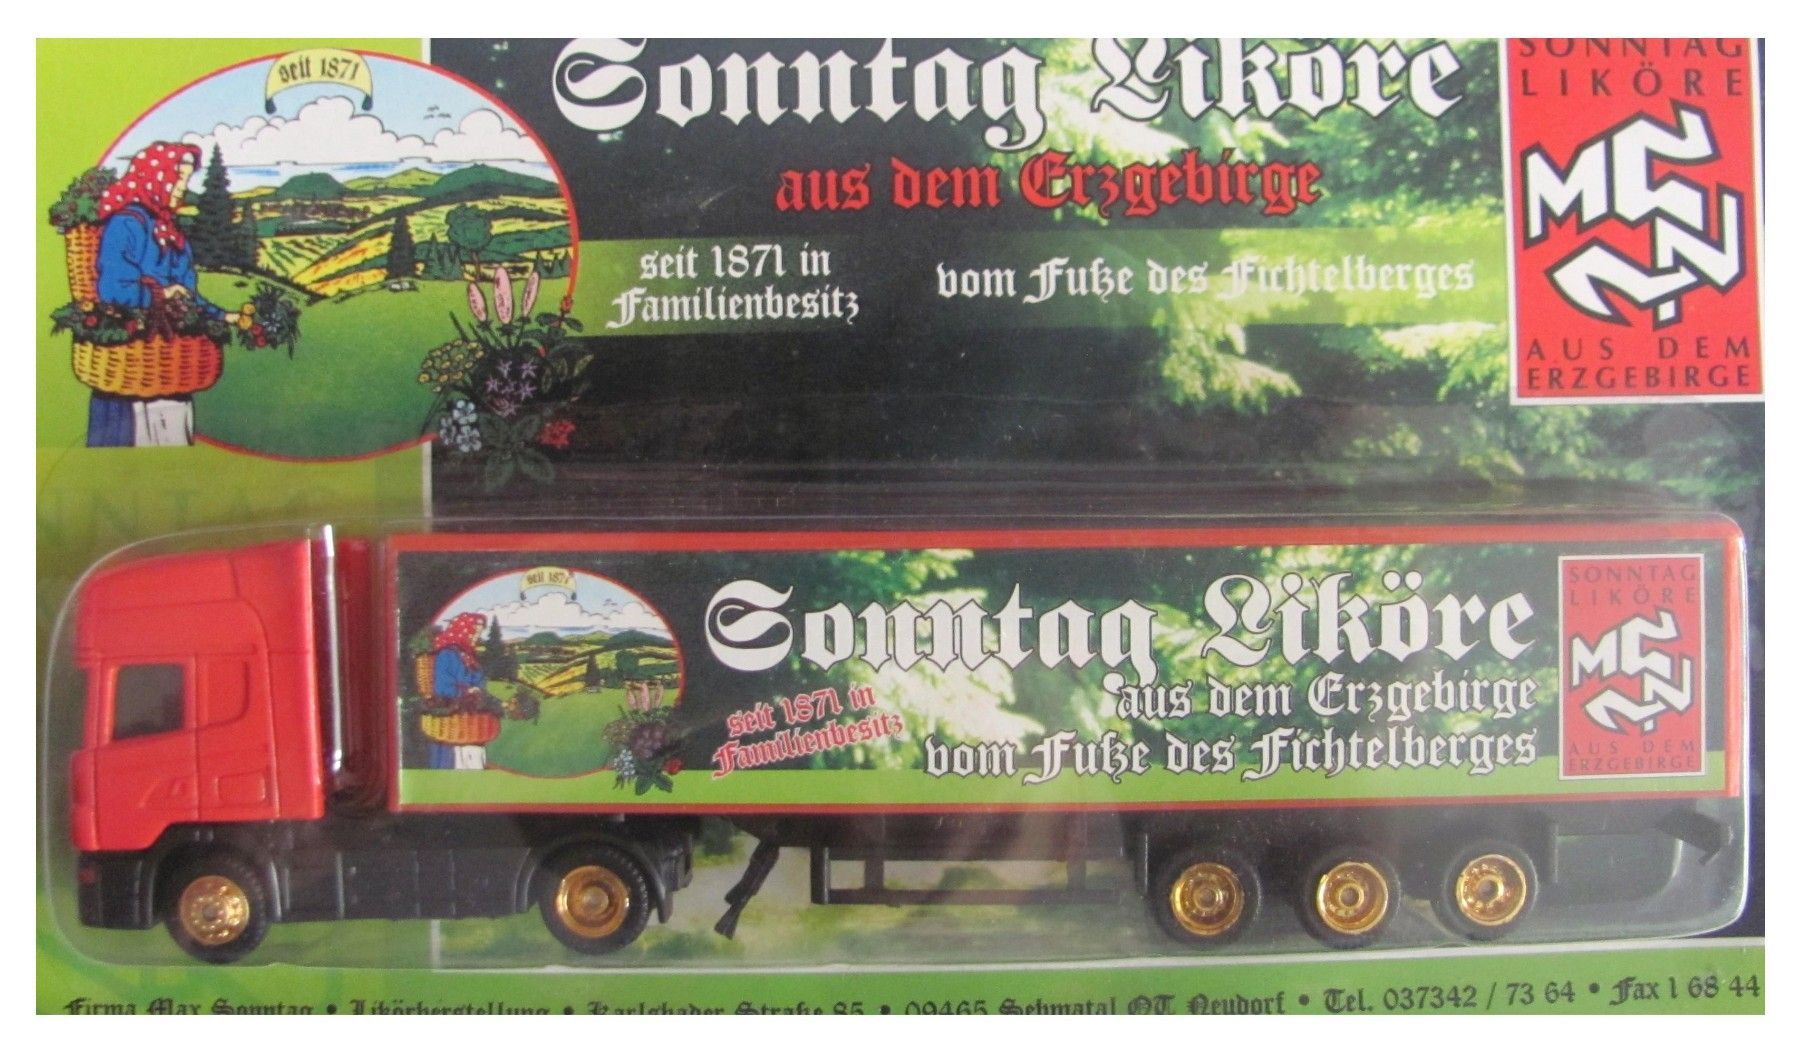 seit 1871
Sonntag Liköre
aus dem Erzgebirge
seit 1871 in
Familienbesitz
vom Fuße des Fichtelberges
SONNTAG
LIKÖRE
AUS DEM
ERZGEBIRGE
seit 1871
Sonntag Liköre
seit 1871 in
Familienbesitz
aus dem Erzgebirge
vom Fuße des Fichtelberges
SONNTAG
LIKÖRE
AUS DEM
ERZGEBIRGE
Firma Max Sonntag • Likörherstellung • Karlsbader Straße 85 • 09465 Sehmatal OT Neudorf • Tel. 037342 / 73 64 • Fax 1 68 44